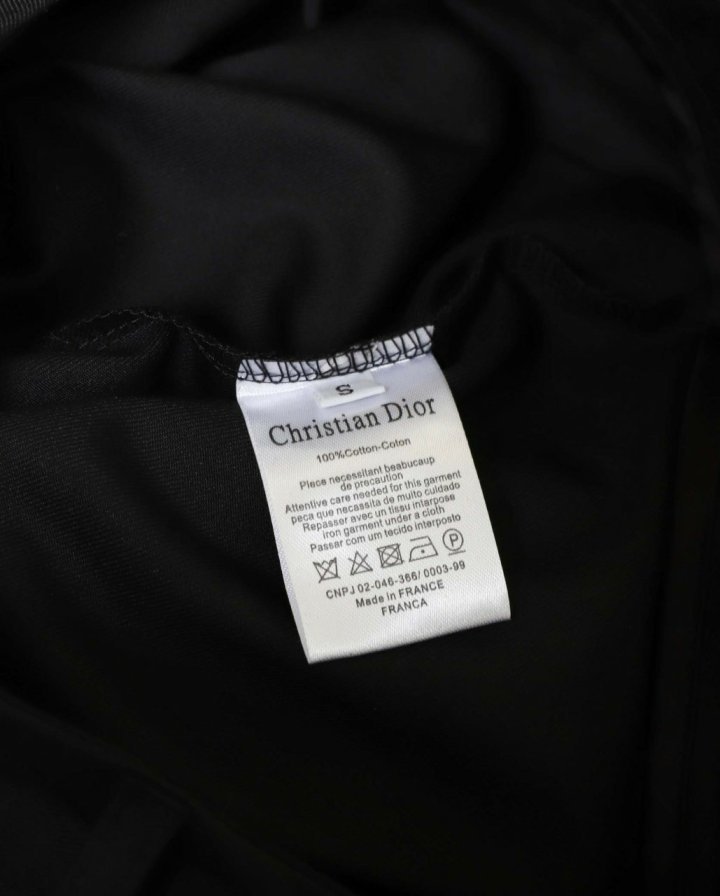 S
Christian Dior
100%Cotton-Coton
Piece necessitant beabucaup
de precaution
Attentive care needed for this garment
peca que necessita de muito cuidado
Repasser avec un tissu interpose
iron garment under a cloth
Passar com um tecido interposto
P
CNPJ 02-046-366/ 0003-99
Made in FRANCE
FRANCA